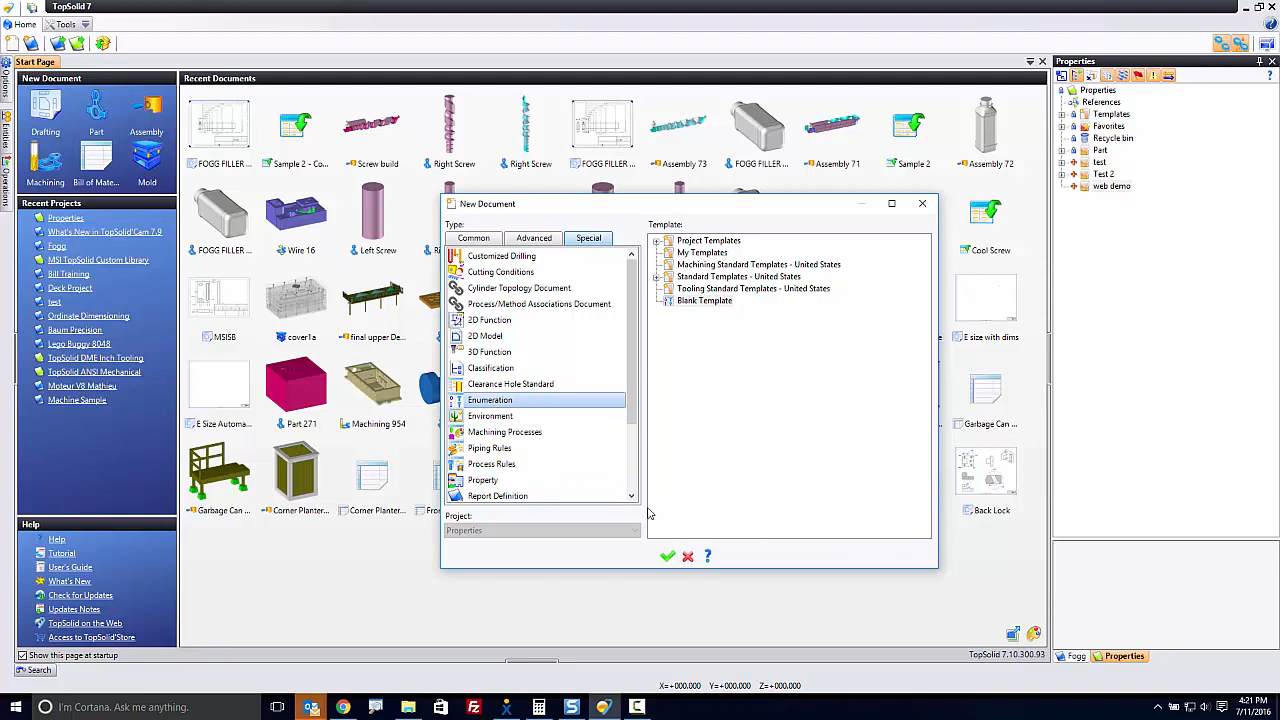 TopSolid 7
Home
Tools
Start Page
New Document
Drafting
Part
Assembly
Machining
Bill of Mate...
Mold
Recent Projects
Properties
What's New in TopSolid'Cam 7.9
Fogg
MSI TopSolid Custom Library
Bill Training
Deck Project
test
Ordinate Dimensioning
Baum Precision
Lego Buggy 8048
TopSolid DME Inch Tooling
TopSolid ANSI Mechanical
Moteur V8 Mathieu
Machine Sample
Help
Help
Tutorial
User's Guide
What's New
Check for Updates
Updates Notes
TopSolid on the Web
Access to TopSolid'Store
Show this page at startup
Search
Options
Entities
Operations
Recent Documents
FOGG FILLER ...
Sample 2 - Co...
Screw build
Right Screw
Right Screw
FOGG FILLER ...
Assembly 73
FOGG FILLER ...
Assembly 71
Sample 2
Assembly 72
FOGG FILLER ...
Wire 16
Left Screw
Cool Screw
MSISB
cover1a
final upper De...
E size with dims
E Size Automa...
Part 271
Machining 954
Garbage Can ...
Garbage Can ...
Corner Planter...
Corner Planter...
Back Lock
TopSolid 7.10.300.93
New Document
Type:
Common
Advanced
Special
Customized Drilling
Cutting Conditions
Cylinder Topology Document
Process/Method Associations Document
2D Function
2D Model
3D Function
Classification
Clearance Hole Standard
Enumeration
Environment
Machining Processes
Piping Rules
Process Rules
Property
Report Definition
Project:
Properties
Template:
Project Templates
My Templates
Machining Standard Templates - United States
Standard Templates - United States
Tooling Standard Templates - United States
Blank Template
Properties
Properties
References
Templates
Favorites
Recycle bin
Part
test
Test 2
web demo
Fogg
Properties
X=+000.000 Y=+000.000 Z=+000.000
I'm Cortana. Ask me anything.
4:21 PM
7/11/2016